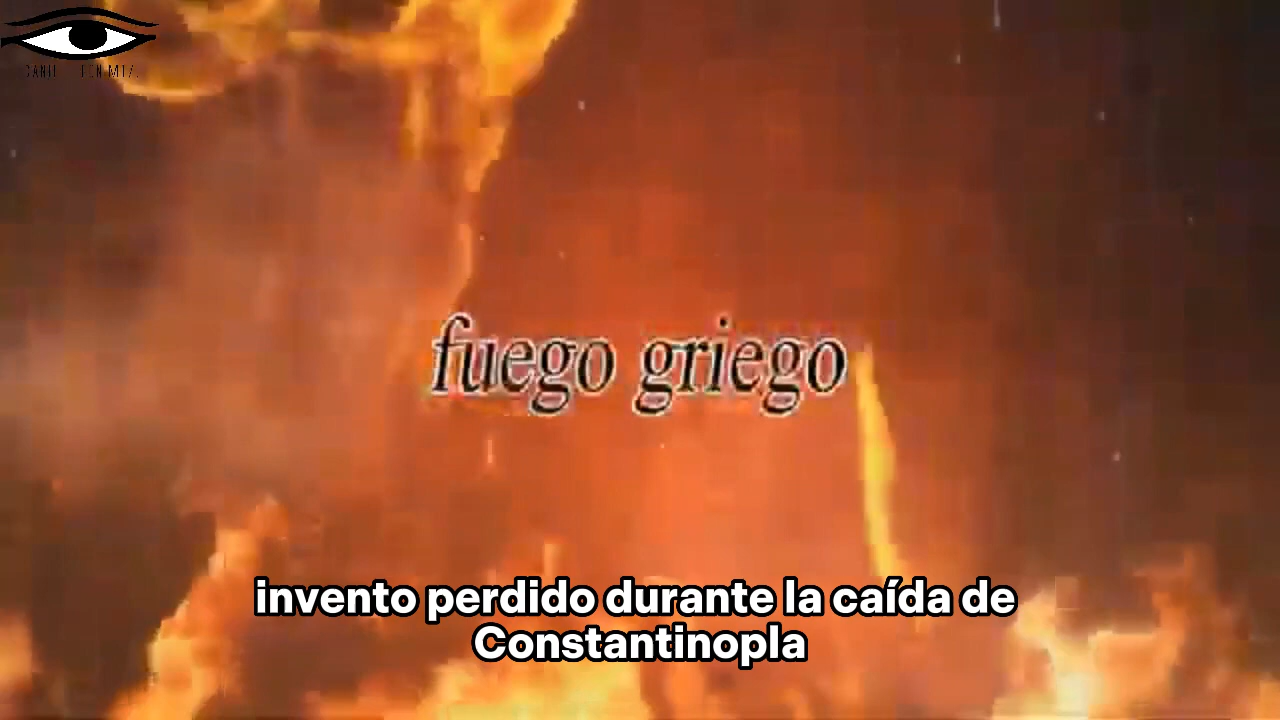 fuego griego
invento perdido durante la caída de
Constantinopla